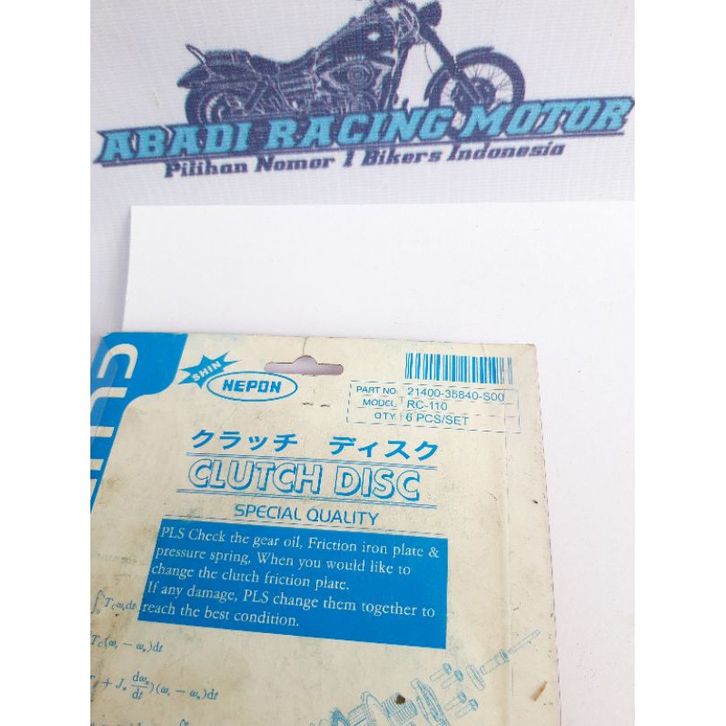 ABADI RACING MOTOR
Pilihan Nomor 1 Bikers Indonesia
SHIN
NEPON
PART NO 21400-35840-S00
MODEL RC-110
QTY 6 PCS/SET
クラッチ ディスク
CLUTCH DISC
SPECIAL QUALITY
PLS Check the gear oil, Friction iron plate &
pressure spring, When you would like to
change the clutch friction plate.
If any damage, PLS change them together to
reach the best condition.